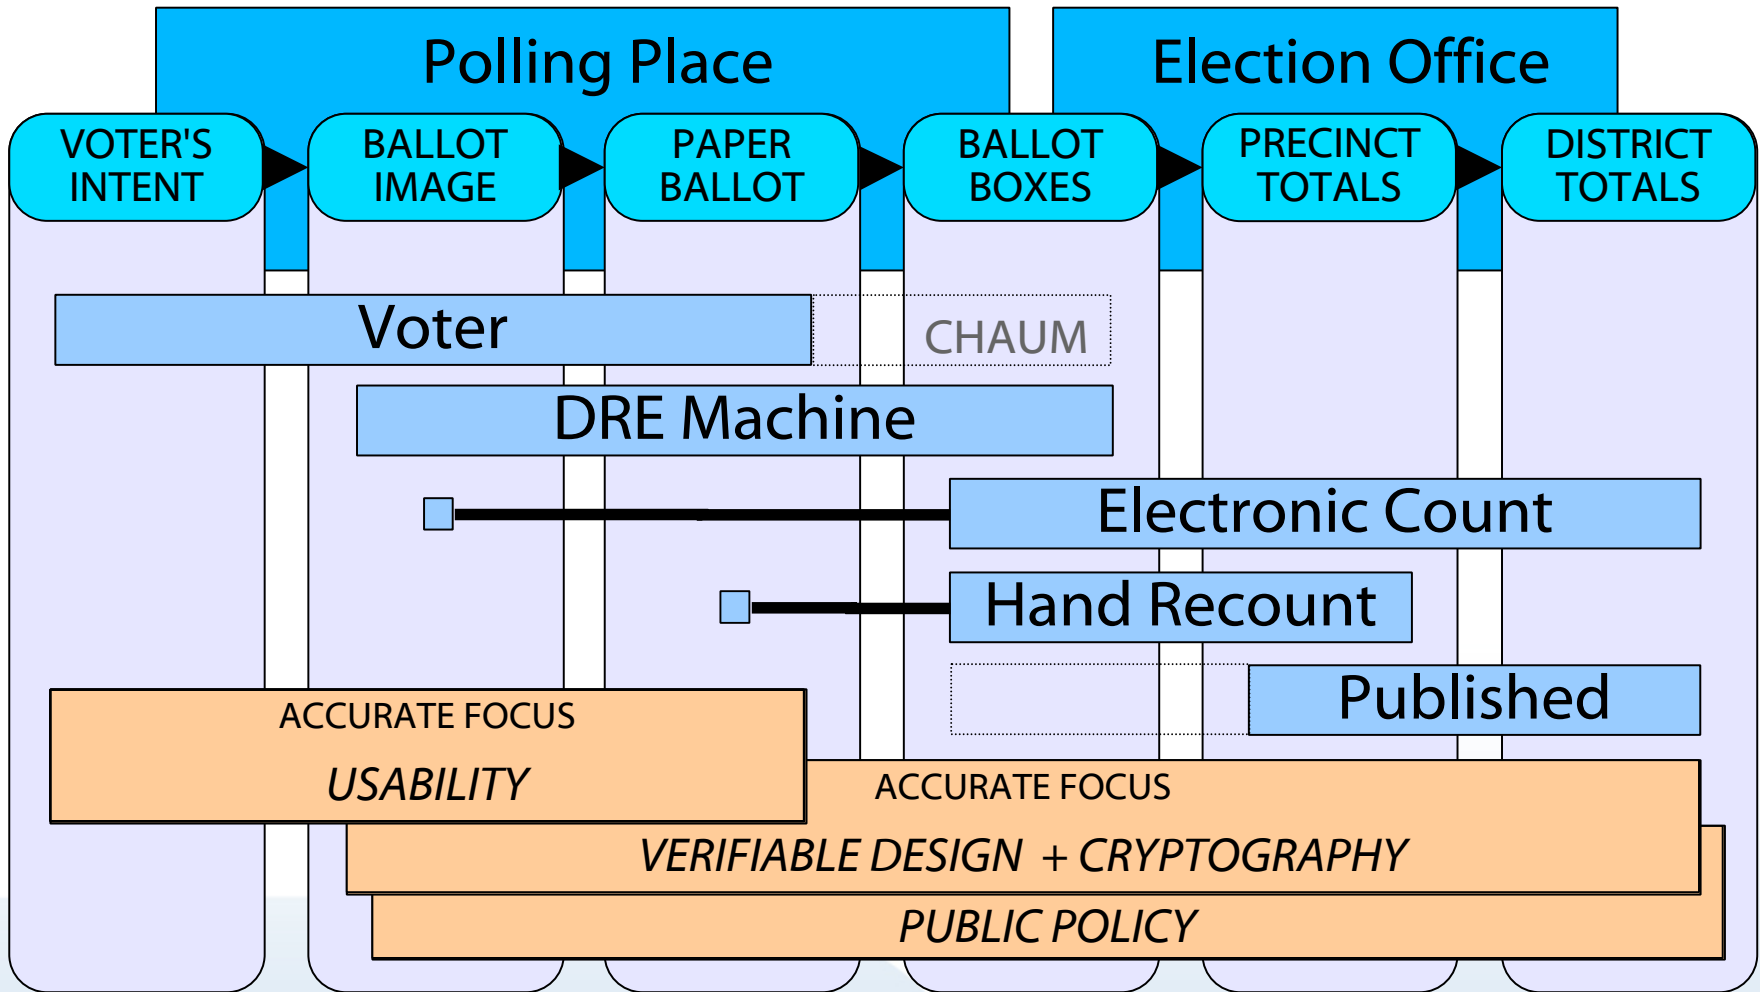 Polling Place
Election Office
VOTER'S
INTENT
BALLOT
IMAGE
PAPER
BALLOT
BALLOT
BOXES
PRECINCT
TOTALS
DISTRICT
TOTALS
Voter
CHAUM
DRE Machine
Electronic Count
Hand Recount
Published
ACCURATE FOCUS
USABILITY
ACCURATE FOCUS
VERIFIABLE DESIGN + CRYPTOGRAPHY
PUBLIC POLICY